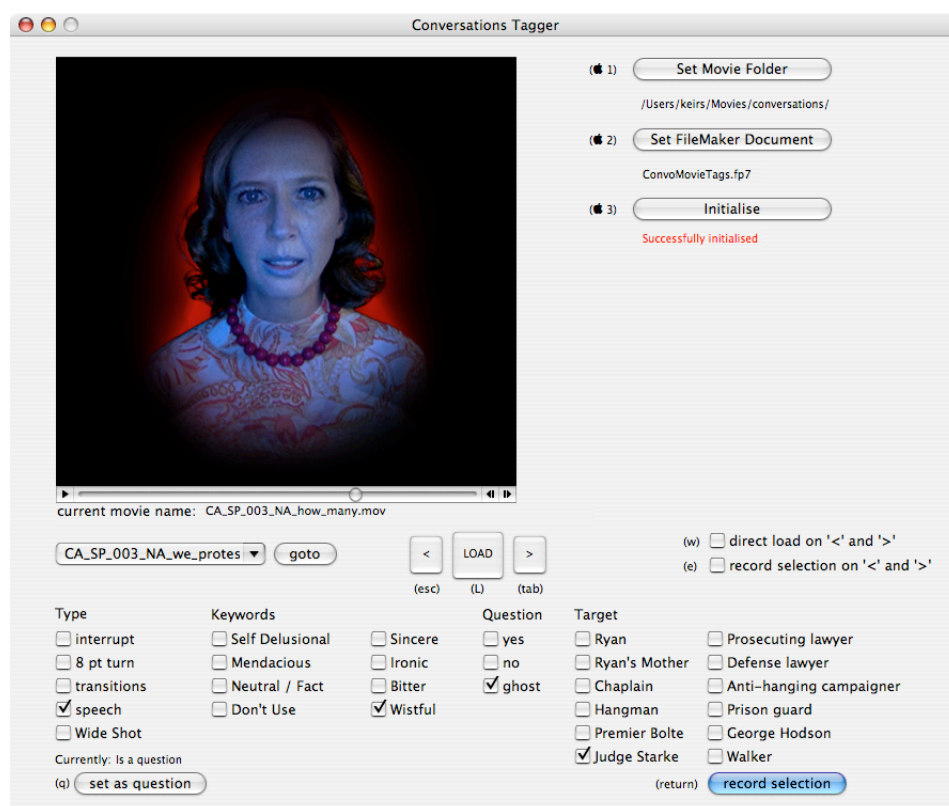 Conversations Tagger
( 1) Set Movie Folder
/Users/keirs/Movies/conversations/
( 2) Set FileMaker Document
ConvoMovieTags.fp7
( 3) Initialise
Successfully initialised
current movie name: CA_SP_003_NA_how_many.mov
CA_SP_003_NA_we_protes goto < LOAD >
(esc) (L) (tab)
(w) direct load on '<' and '>'
(e) record selection on '<' and '>'
Type Keywords Question Target
interrupt Self Delusional Sincere yes Ryan Prosecuting lawyer
8 pt turn Mendacious Ironic no Ryan's Mother Defense lawyer
transitions Neutral / Fact Bitter ghost Chaplain Anti-hanging campaigner
speech Don't Use Wistful Hangman Prison guard
Wide Shot Premier Bolte George Hodson
Currently: Is a question Judge Starke Walker
(q) set as question (return) record selection